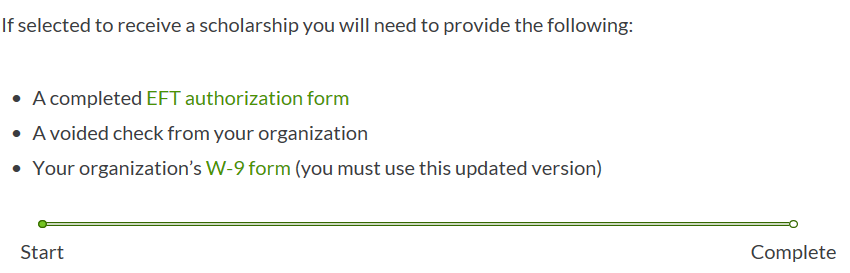 If selected to receive a scholarship you will need to provide the following:
• A completed EFT authorization form
• A voided check from your organization
• Your organization’s W-9 form (you must use this updated version)
Start
Complete